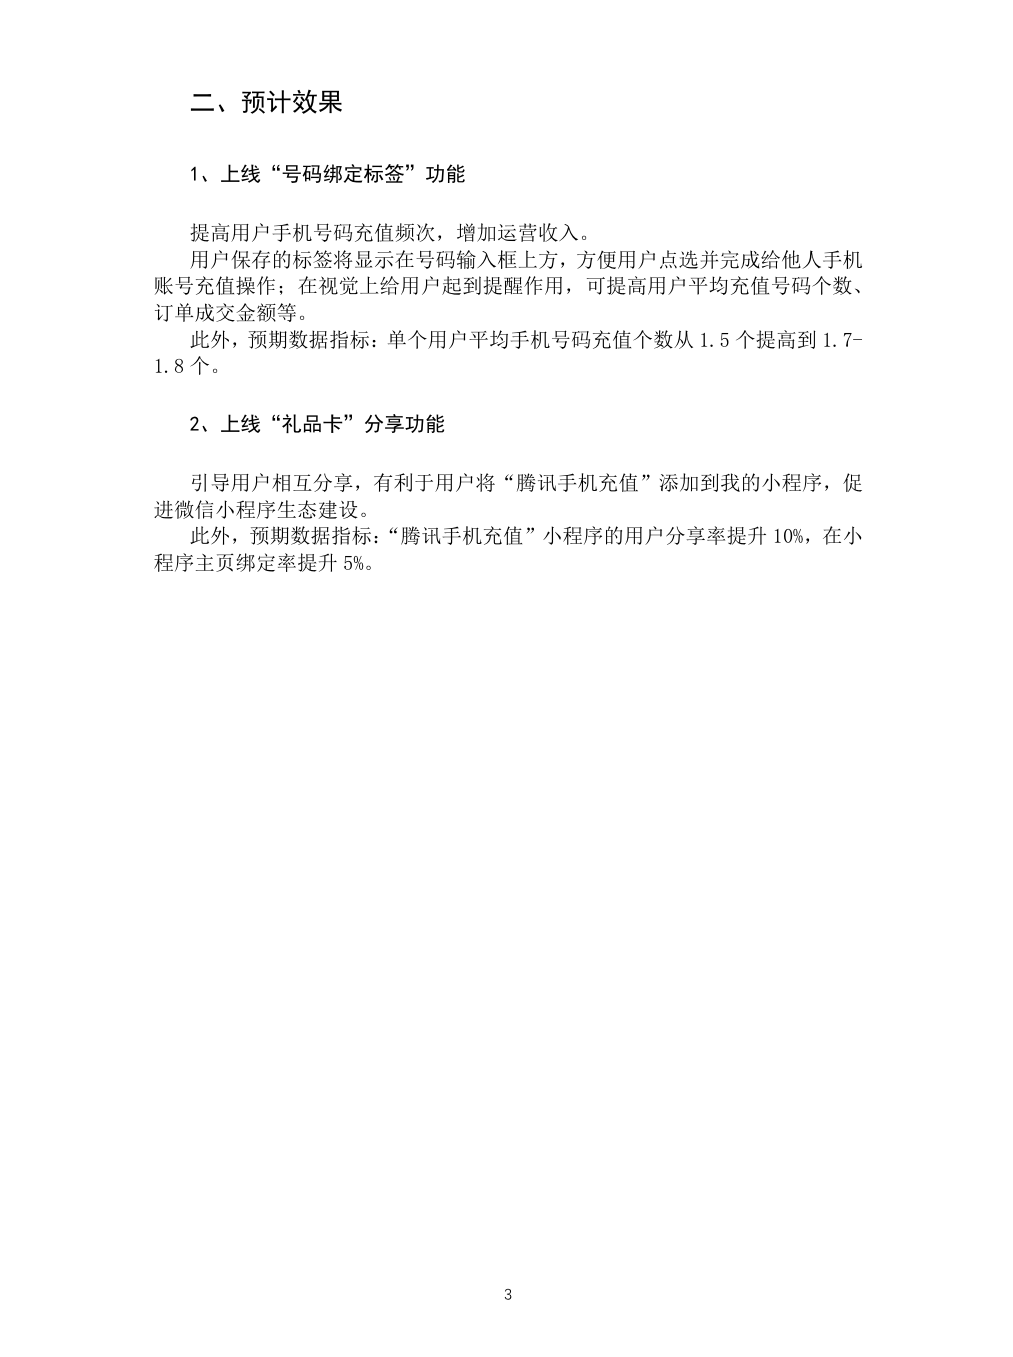 二、预计效果
1、上线“号码绑定标签”功能
提高用户手机号码充值频次，增加运营收入。
用户保存的标签将显示在号码输入框上方，方便用户点选并完成给他人手机
账号充值操作；在视觉上给用户起到提醒作用，可提高用户平均充值号码个数、
订单成交金额等。
此外，预期数据指标：单个用户平均手机号码充值个数从 1.5 个提高到 1.7-
1.8 个。
2、上线“礼品卡”分享功能
引导用户相互分享，有利于用户将“腾讯手机充值”添加到我的小程序，促
进微信小程序生态建设。
此外，预期数据指标：“腾讯手机充值”小程序的用户分享率提升 10%，在小
程序主页绑定率提升 5%。
3